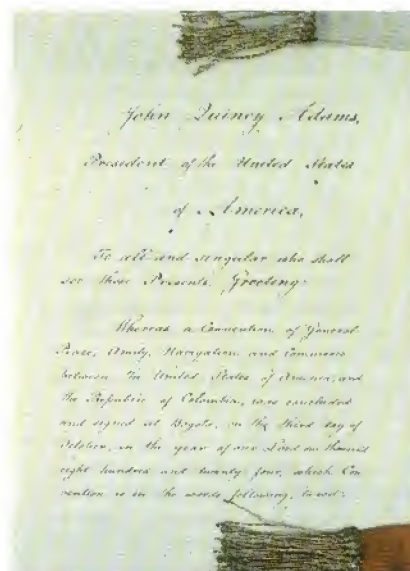 John Quincy Adams,
President of the United States
of America,
To all and singular who shall
see these Presents, Greeting:
Whereas a Convention of General
Peace, Amity, Navigation and Commerce
between the United States of America, and
the Republic of Colombia, was concluded
and signed at Bogota, on the third day of
October, in the year of our Lord one thousand
eight hundred and twenty four, which Con
vention is in the words following, to wit: